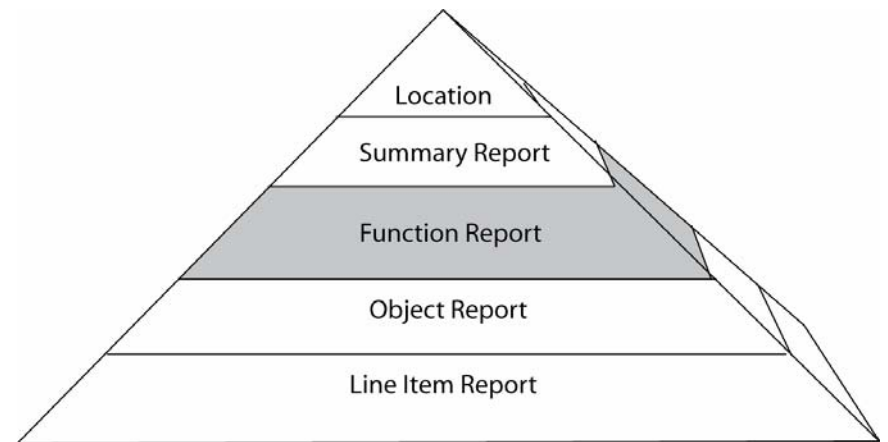 Location
Summary Report
Function Report
Object Report
Line Item Report